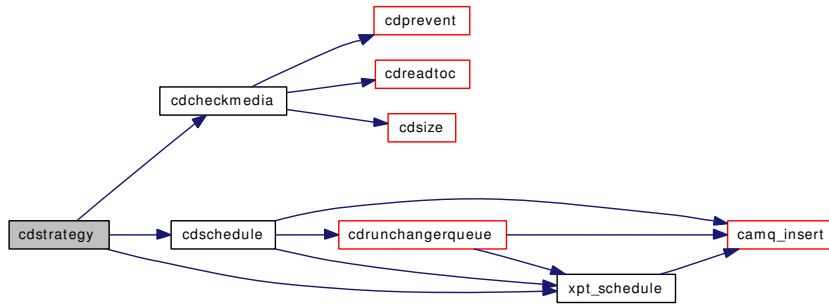 cdprevent
cdreadtoc
cdcheckmedia
cdsize
cdstrategy
cdschedule
cdrunchangerqueue
camq_insert
xpt_schedule